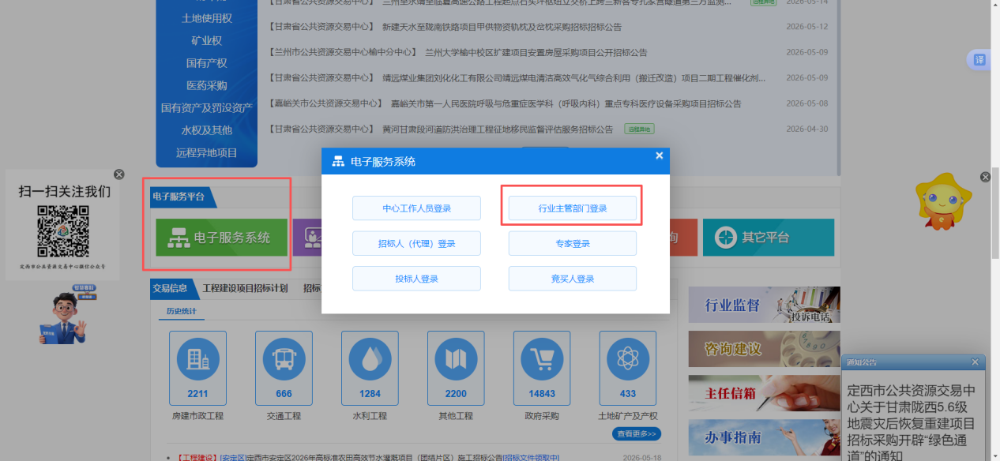 土地使用权
矿业权
国有产权
医药采购
国有资产及罚没资产
水权及其他
远程异地项目
2026-05-14
【甘肃省公共资源交易中心】 新建天水至陇南铁路项目甲供物资轨枕及岔枕采购招标招标公告 2026-05-12
【兰州市公共资源交易中心榆中分中心】 兰州大学榆中校区扩建项目安置房屋采购项目公开招标公告 2026-05-09
【甘肃省公共资源交易中心】 靖远煤业集团刘化化工有限公司靖远煤电清洁高效气化气综合利用（搬迁改造）项目二期工程催化剂... 2026-05-09
【嘉峪关市公共资源交易中心】 嘉峪关市第一人民医院呼吸与危重症医学科（呼吸内科）重点专科医疗设备采购项目招标公告 2026-05-08
【甘肃省公共资源交易中心】 黄河甘肃段河道防洪治理工程征地移民监督评估服务招标公告 远程异地 2026-04-30
译
电子服务系统
中心工作人员登录
行业主管部门登录
招标人（代理）登录
专家登录
投标人登录
竞买人登录
扫一扫关注我们
定西市公共资源交易中心微信公众号
电子服务平台
电子服务系统
询
其它平台
交易信息
工程建设项目招标计划
招标
历史统计
2211
666
1284
2200
14843
433
房建市政工程
交通工程
水利工程
其他工程
政府采购
土地矿产及产权
查看更多>>
【工程建设】[安定区]定西市安定区2026年高标准农田高效节水灌溉项目（团结片区）施工招标公告[招标文件领取中] 2026-05-18
行业监督
投诉电话
咨询建议
主任信箱
办事指南
通知公告
定西市公共资源交易中
心关于甘肃陇西5.6级
地震灾后恢复重建项目
招标采购开辟“绿色通
道”的通知